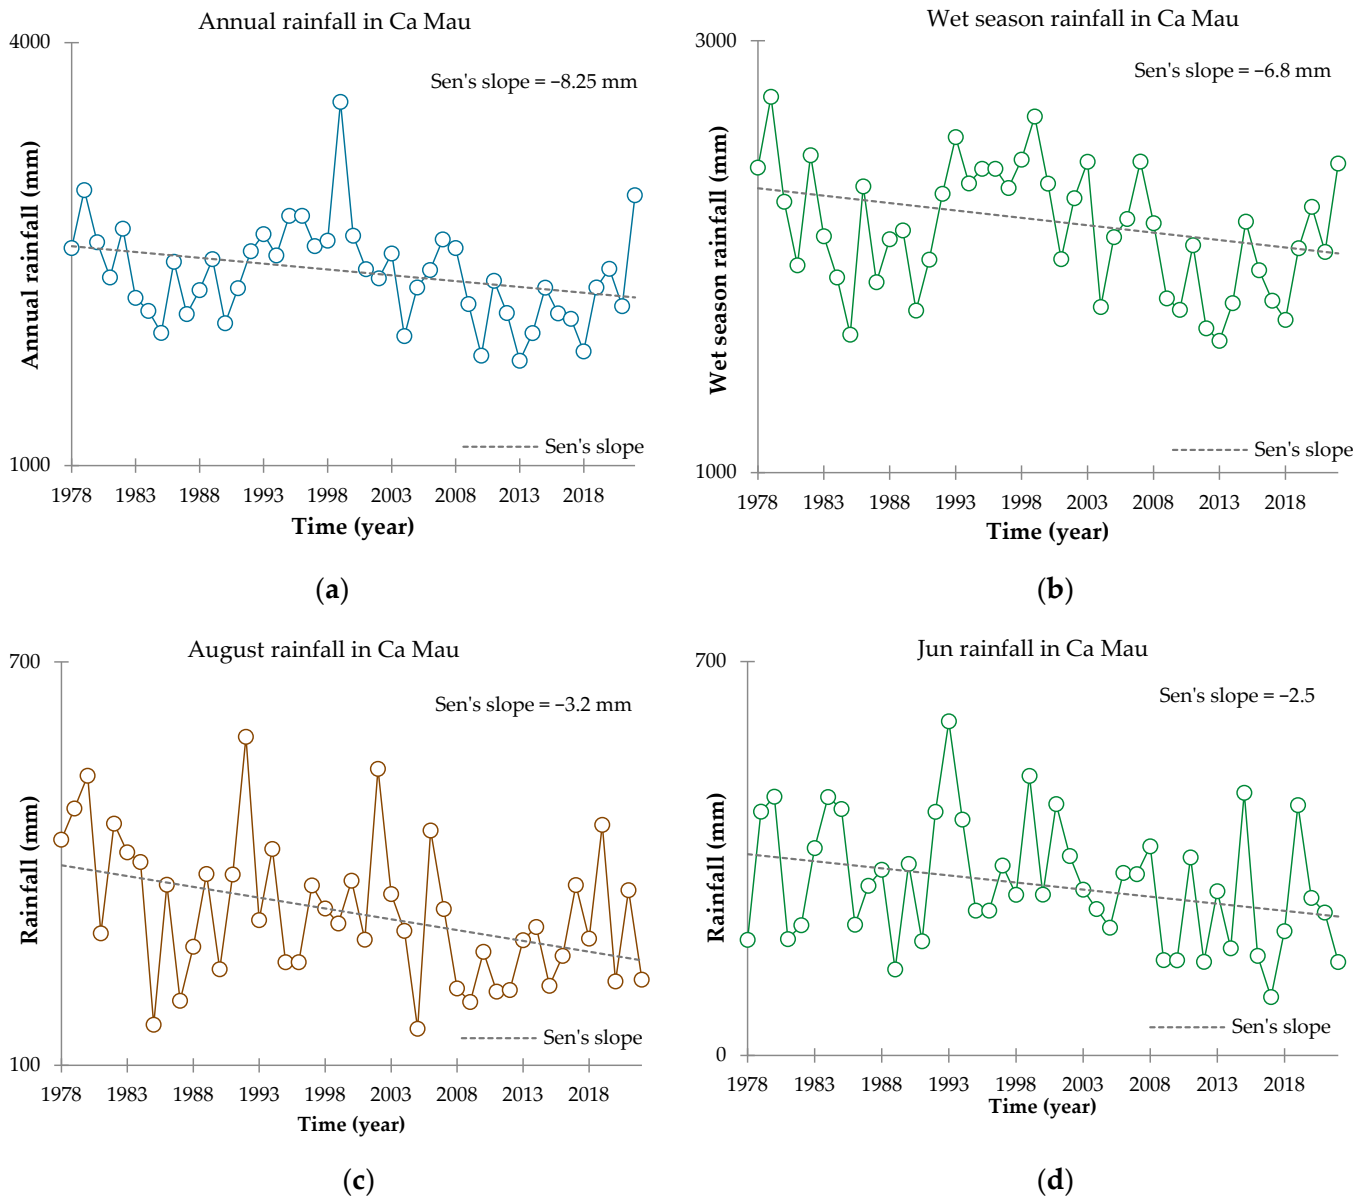 Annual rainfall in Ca Mau
4000
Sen's slope = −8.25 mm
Annual rainfall (mm)
Sen's slope
1000
1978 1983 1988 1993 1998 2003 2008 2013 2018
Time (year)
(a)
Wet season rainfall in Ca Mau
3000
Sen's slope = −6.8 mm
Wet season rainfall (mm)
Sen's slope
1000
1978 1983 1988 1993 1998 2003 2008 2013 2018
Time (year)
(b)
August rainfall in Ca Mau
700
Sen's slope = −3.2 mm
Rainfall (mm)
Sen's slope
100
1978 1983 1988 1993 1998 2003 2008 2013 2018
Time (year)
(c)
Jun rainfall in Ca Mau
700
Sen's slope = −2.5
Rainfall (mm)
Sen's slope
0
1978 1983 1988 1993 1998 2003 2008 2013 2018
Time (year)
(d)